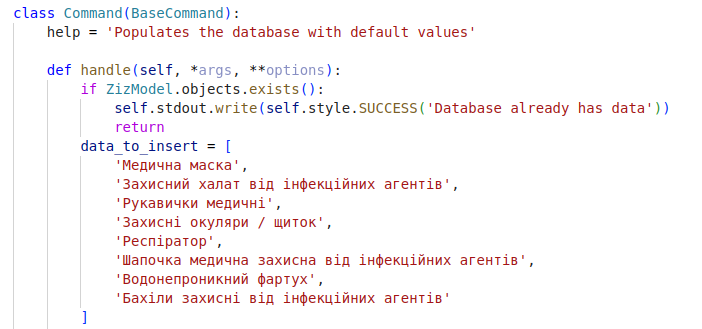 class Command(BaseCommand):
    help = 'Populates the database with default values'

    def handle(self, *args, **options):
        if ZizModel.objects.exists():
            self.stdout.write(self.style.SUCCESS('Database already has data'))
            return
        data_to_insert = [
            'Медична маска',
            'Захисний халат від інфекційних агентів',
            'Рукавички медичні',
            'Захисні окуляри / щиток',
            'Респіратор',
            'Шапочка медична захисна від інфекційних агентів',
            'Водонепроникний фартух',
            'Бахіли захисні від інфекційних агентів'
        ]